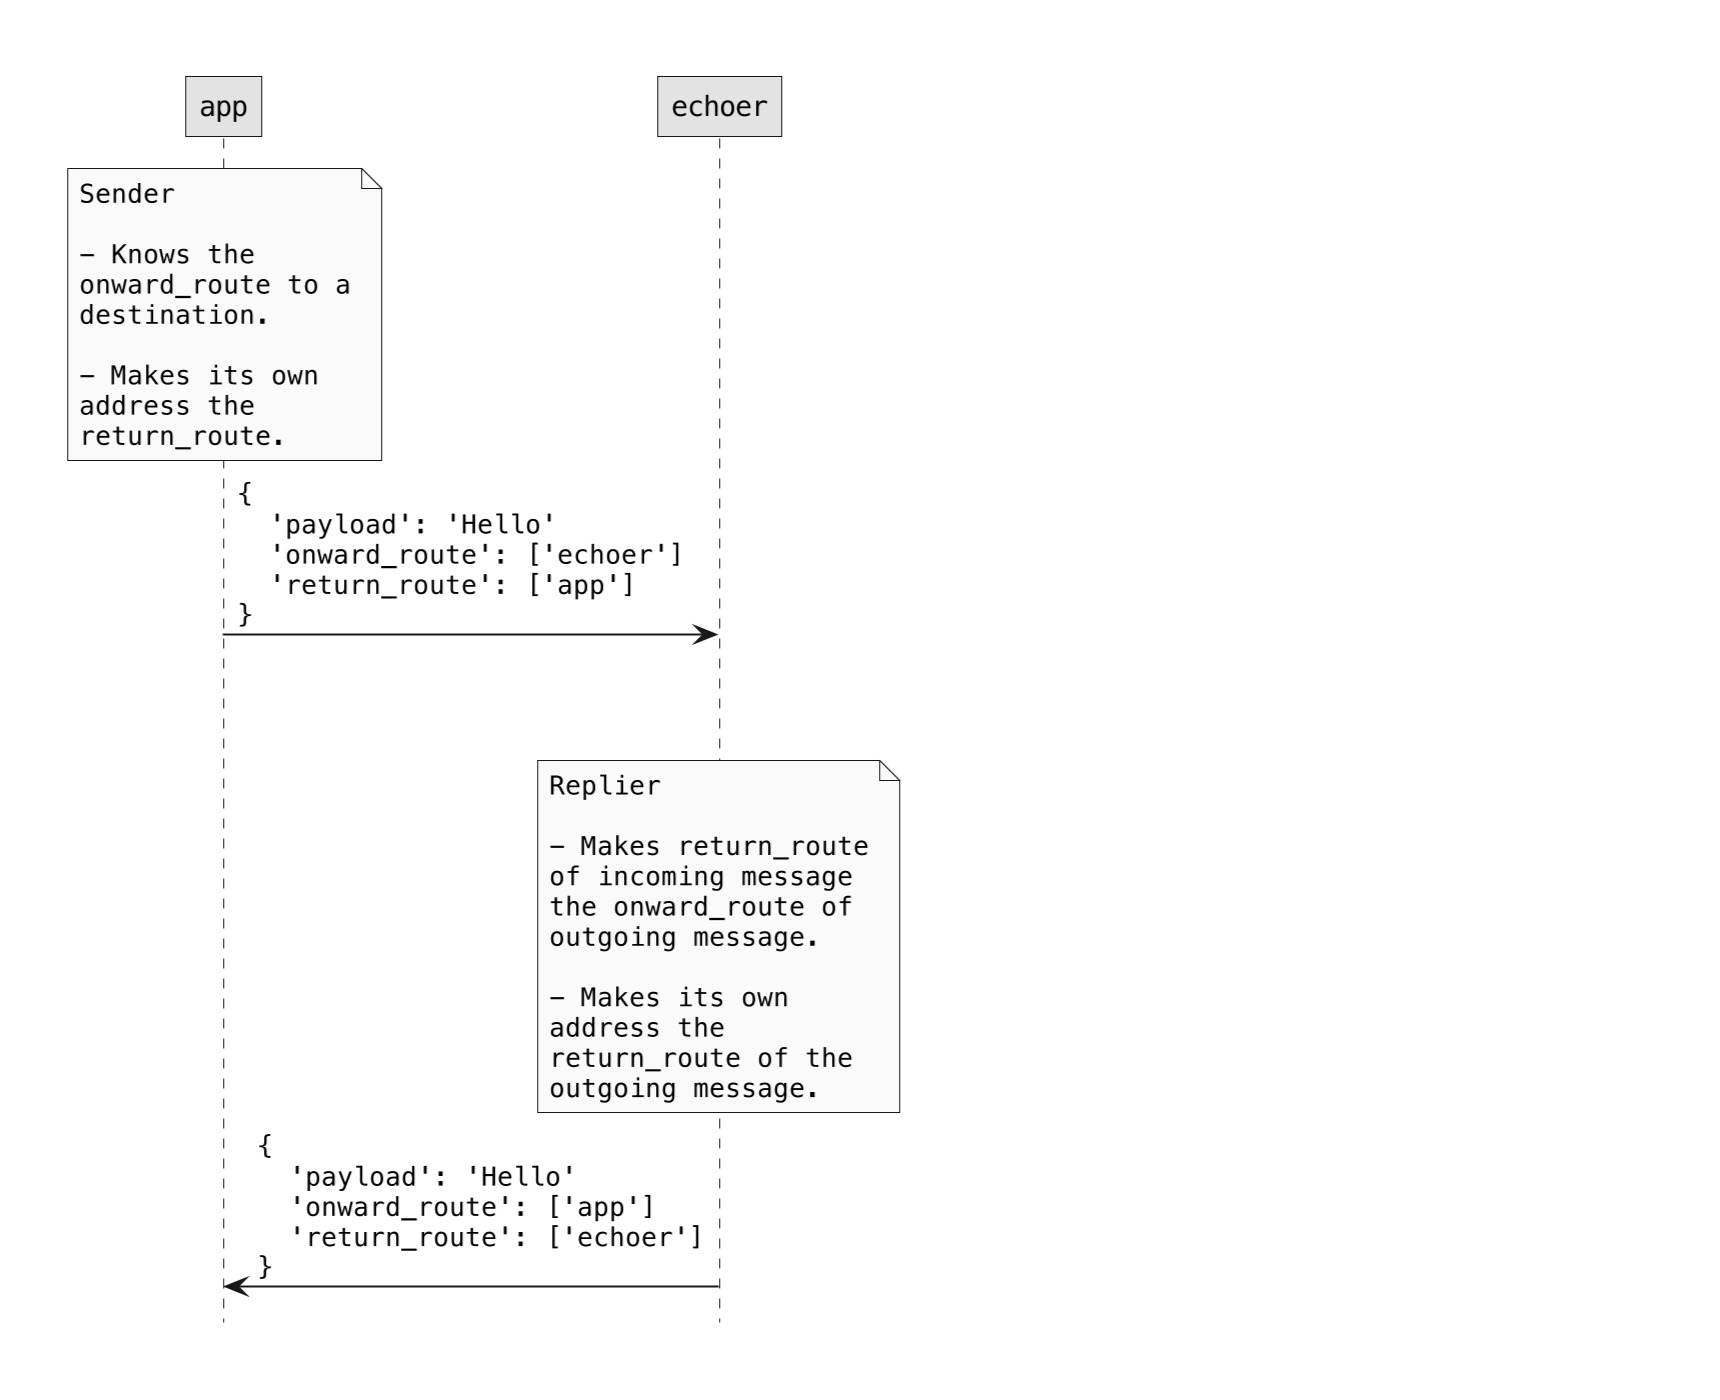 app
echoer
Sender
– Knows the
onward_route to a
destination.
– Makes its own
address the
return_route.
{
'payload': 'Hello'
'onward_route': ['echoer']
'return_route': ['app']
}
Replier
– Makes return_route
of incoming message
the onward_route of
outgoing message.
– Makes its own
address the
return_route of the
outgoing message.
{
'payload': 'Hello'
'onward_route': ['app']
'return_route': ['echoer']
}